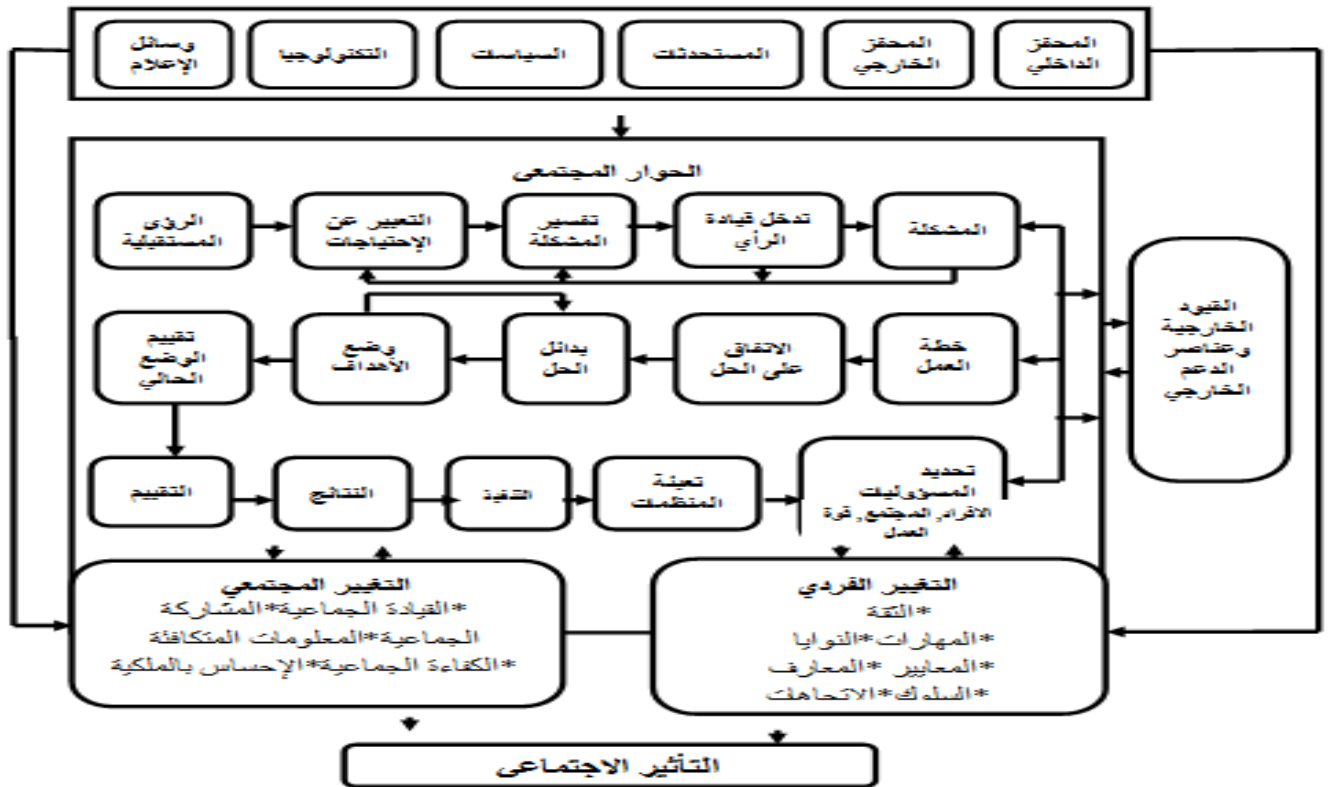 المحفز
الداخلي
المحفز
الخارجي
المستحدثات
السياسات
التكنولوجيا
وسائل
الإعلام
الحوار المجتمعى
المشكلة
تدخل قيادة
الرأي
تفسير
المشكلة
التعبير عن
الإحتياجات
الرؤى
المستقبلية
القيود
الخارجية
وعناصر
الدعم
الخارجي
خطة
العمل
الاتفاق
على الحل
بدائل
الحل
وضع
الأهداف
تقييم
الوضع
الحالي
تحديد
المسؤوليات
الافراد, المجتمع, قوة
العمل
تعبئة
المنظمات
التنفيذ
النتائج
التقييم
التغيير الفردي
*الثقة
*المهارات*النوايا
*المعايير *المعارف
*السلوك*الاتجاهات
التغيير المجتمعي
*القيادة الجماعية*المشاركة
الجماعية*المعلومات المتكافئة
*الكفاءة الجماعية*الإحساس بالملكية
التأثير الاجتماعى